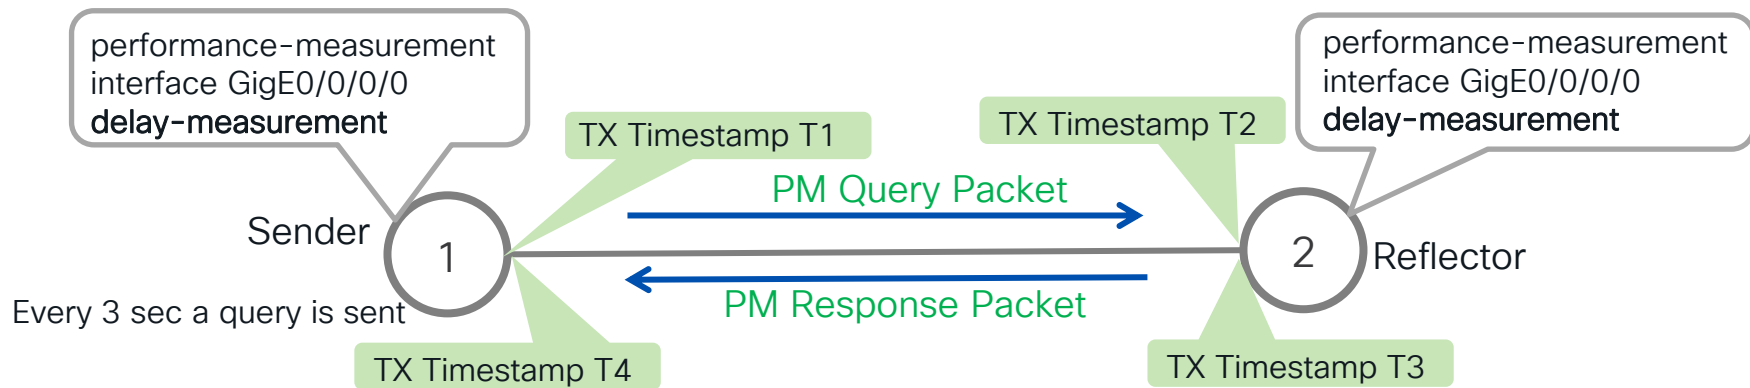 performance-measurement
interface GigE0/0/0/0
delay-measurement
performance-measurement
interface GigE0/0/0/0
delay-measurement
TX Timestamp T1
TX Timestamp T2
PM Query Packet
Sender
1
2
Reflector
PM Response Packet
Every 3 sec a query is sent
TX Timestamp T4
TX Timestamp T3